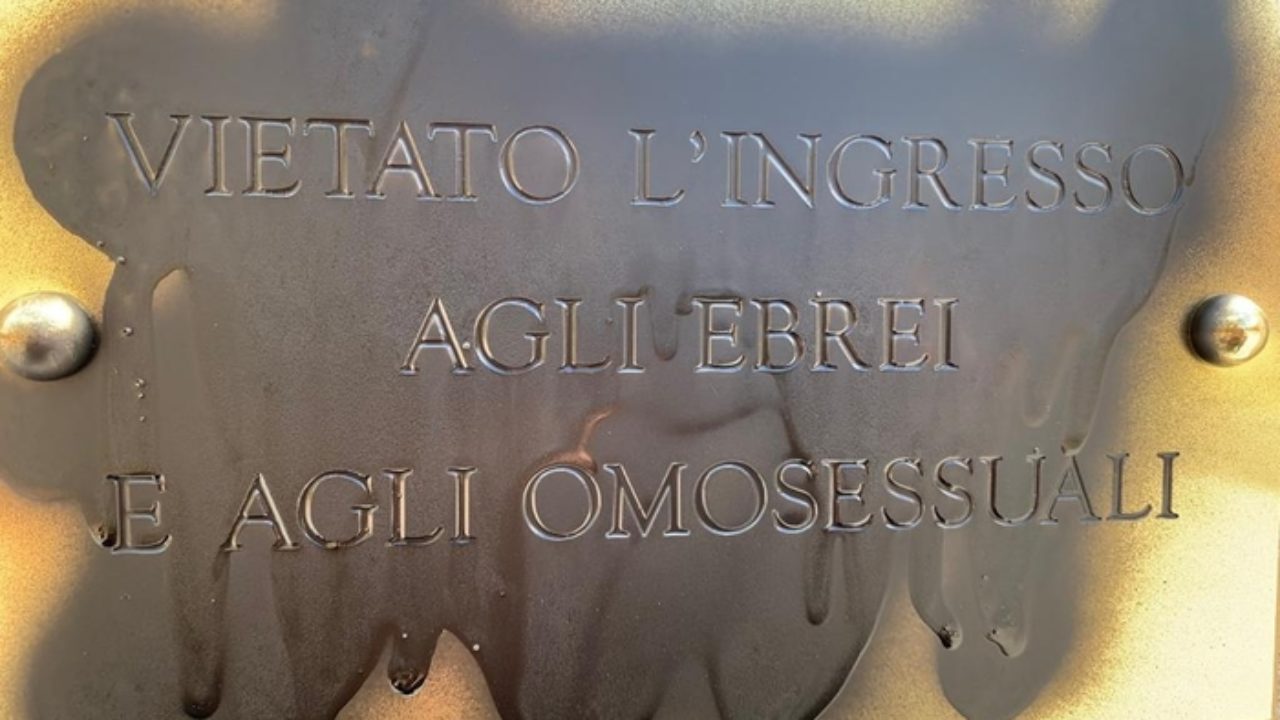 VIETATO L'INGRESSO
AGLI EBREI
E AGLI OMOSESSUALI